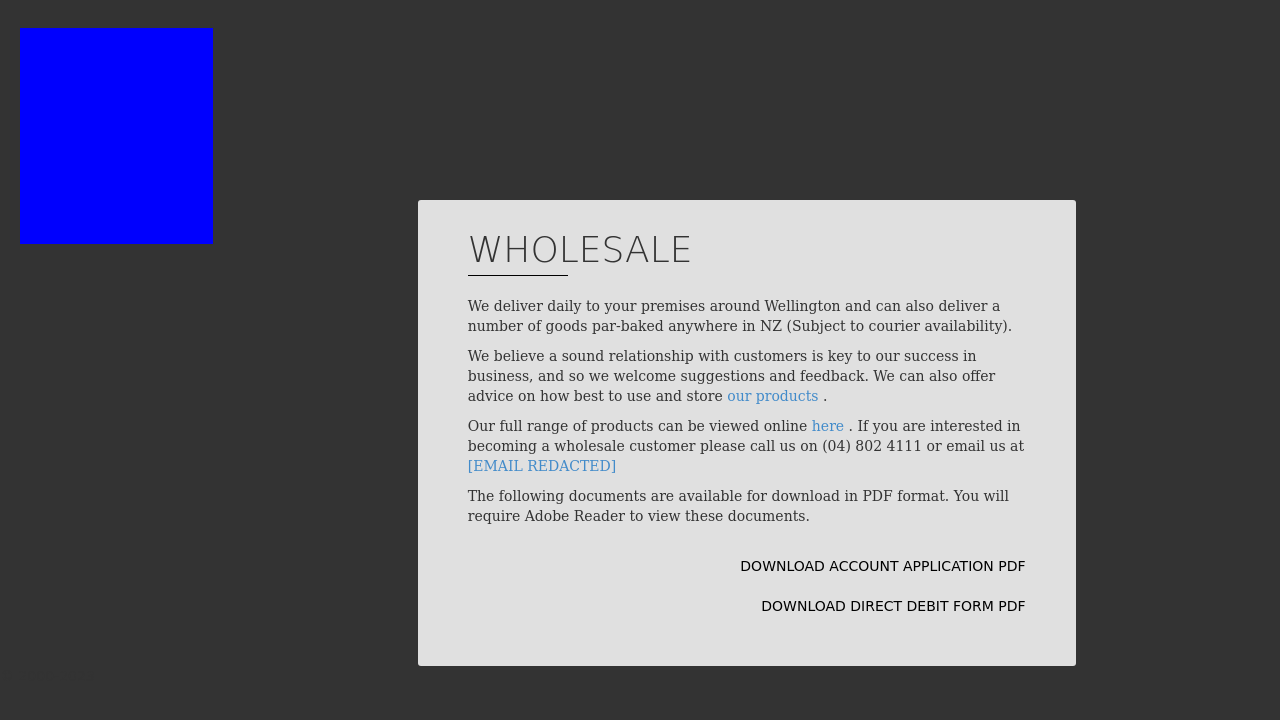 WHOLESALE
We deliver daily to your premises around Wellington and can also deliver a
number of goods par-baked anywhere in NZ (Subject to courier availability).
We believe a sound relationship with customers is key to our success in
business, and so we welcome suggestions and feedback. We can also offer
advice on how best to use and store our products .
Our full range of products can be viewed online here . If you are interested in
becoming a wholesale customer please call us on (04) 802 4111 or email us at
[EMAIL REDACTED]
The following documents are available for download in PDF format. You will
require Adobe Reader to view these documents.
DOWNLOAD ACCOUNT APPLICATION PDF
DOWNLOAD DIRECT DEBIT FORM PDF